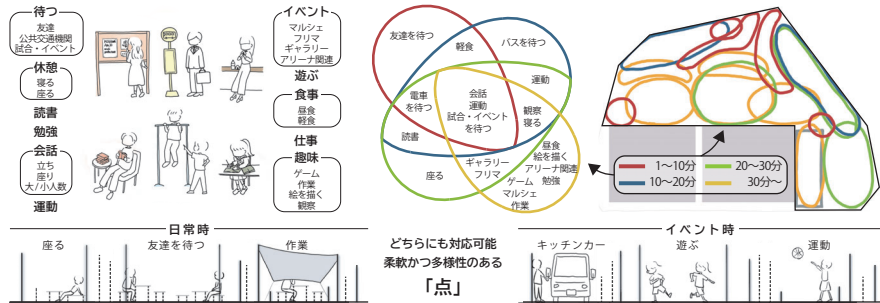 待つ
友達
公共交通機関
試合・イベント
休憩
寝る
座る
読書
勉強
会話
立ち
座り
大/小人数
運動
イベント
マルシェ
フリマ
ギャラリー
アリーナ関連
遊ぶ
食事
昼食
軽食
仕事
趣味
ゲーム
作業
絵を描く
観察
友達を待つ
軽食
バスを待つ
運動
電車
を待つ
会話
運動
試合・イベント
を待つ
観察
寝る
読書
座る
ギャラリー
フリマ
昼食
絵を描く
アリーナ関連
ゲーム 勉強
マルシェ
作業
1〜10分
20〜30分
10〜20分
30分〜
日常時
座る
友達を待つ
作業
どちらにも対応可能
柔軟かつ多様性のある
「点」
イベント時
キッチンカー
遊ぶ
運動